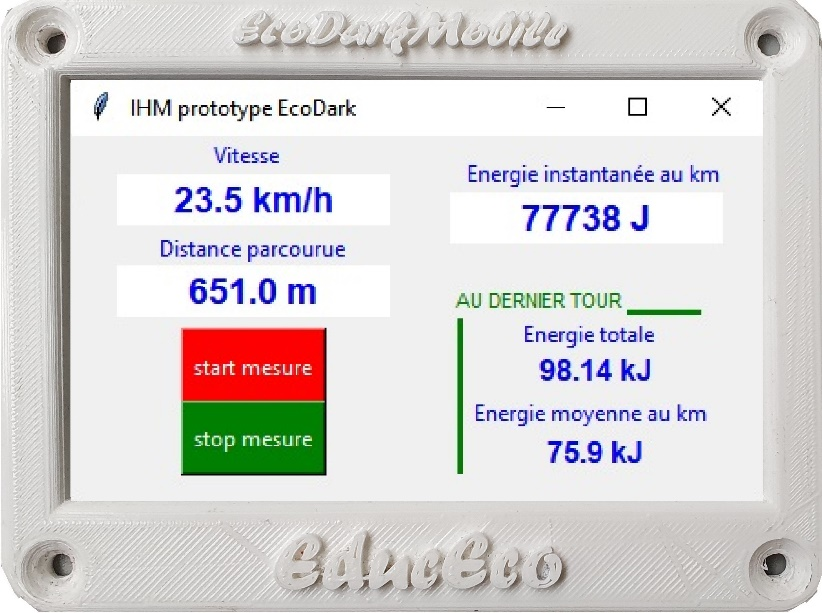 EcoDarkMobile
IHM prototype EcoDark
Vitesse
23.5 km/h
Distance parcourue
651.0 m
start mesure
stop mesure
Energie instantanée au km
77738 J
AU DERNIER TOUR
Energie totale
98.14 kJ
Energie moyenne au km
75.9 kJ
EducEco